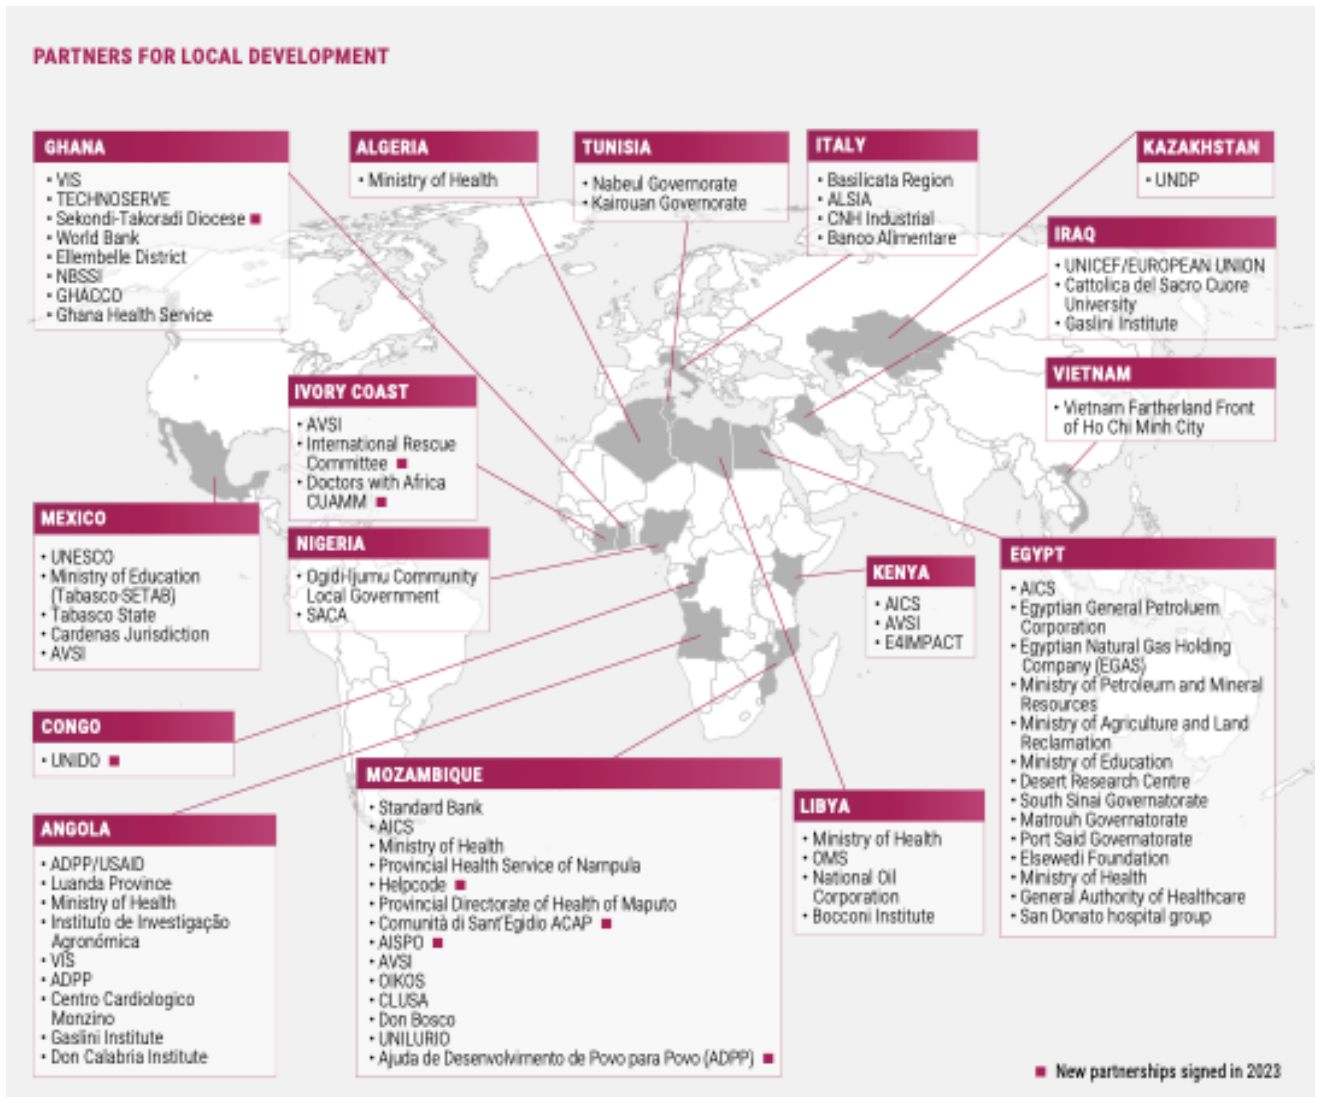 PARTNERS FOR LOCAL DEVELOPMENT
GHANA
• VIS
• TECHNOSERVE
• Sekondi-Takoradi Diocese ■
• World Bank
• Ellembelle District
• NBSSI
• GHACCO
• Ghana Health Service
ALGERIA
• Ministry of Health
TUNISIA
• Nabeul Governorate
• Kairouan Governorate
ITALY
• Basilicata Region
• ALSIA
• CNH Industrial
• Banco Alimentare
KAZAKHSTAN
• UNDP
IRAQ
• UNICEF/EUROPEAN UNION
• Cattolica del Sacro Cuore
University
• Gaslini Institute
VIETNAM
• Vietnam Fartherland Front
of Ho Chi Minh City
IVORY COAST
• AVSI
• International Rescue
Committee ■
• Doctors with Africa
CUAMM ■
MEXICO
• UNESCO
• Ministry of Education
(Tabasco-SETAB)
• Tabasco State
• Cardenas Jurisdiction
• AVSI
NIGERIA
• Ogidi-Ijumu Community
Local Government
• SACA
KENYA
• AICS
• AVSI
• E4IMPACT
EGYPT
• AICS
• Egyptian General Petroluem
Corporation
• Egyptian Natural Gas Holding
Company (EGAS)
• Ministry of Petroleum and Mineral
Resources
• Ministry of Agriculture and Land
Reclamation
• Ministry of Education
• Desert Research Centre
• South Sinai Governatorate
• Matrouh Governatorate
• Port Said Governatorate
• Elsewedi Foundation
• Ministry of Health
• General Authority of Healthcare
• San Donato hospital group
CONGO
• UNIDO ■
ANGOLA
• ADPP/USAID
• Luanda Province
• Ministry of Health
• Instituto de Investigação
Agronómica
• VIS
• ADPP
• Centro Cardiologico
Monzino
• Gaslini Institute
• Don Calabria Institute
MOZAMBIQUE
• Standard Bank
• AICS
• Ministry of Health
• Provincial Health Service of Nampula
• Helpcode ■
• Provincial Directorate of Health of Maputo
• Comunità di Sant'Egidio ACAP ■
• AISPO ■
• AVSI
• OIKOS
• CLUSA
• Don Bosco
• UNILURIO
• Ajuda de Desenvolvimento de Povo para Povo (ADPP) ■
LIBYA
• Ministry of Health
• OMS
• National Oil
Corporation
• Bocconi Institute
■ New partnerships signed in 2023